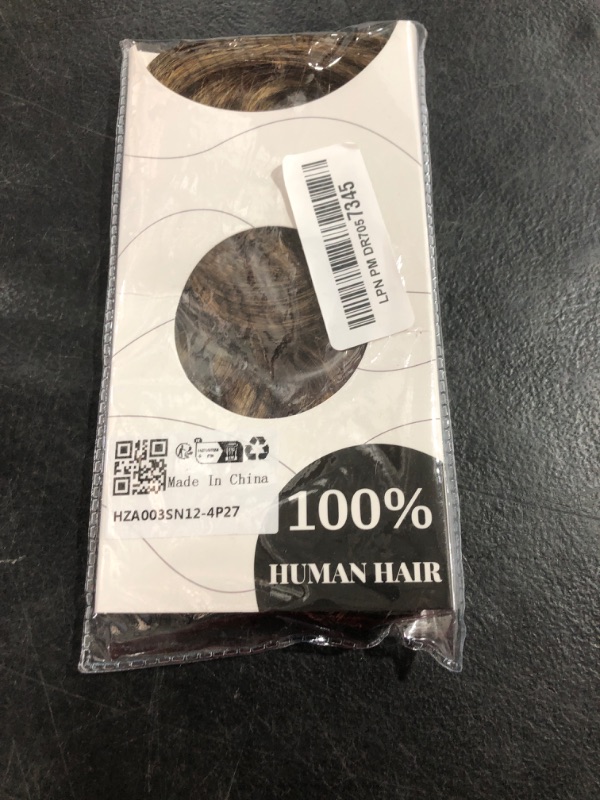 LPN PM DR7057345
Made In China
HZA003SN12-4P27
100%
HUMAN HAIR